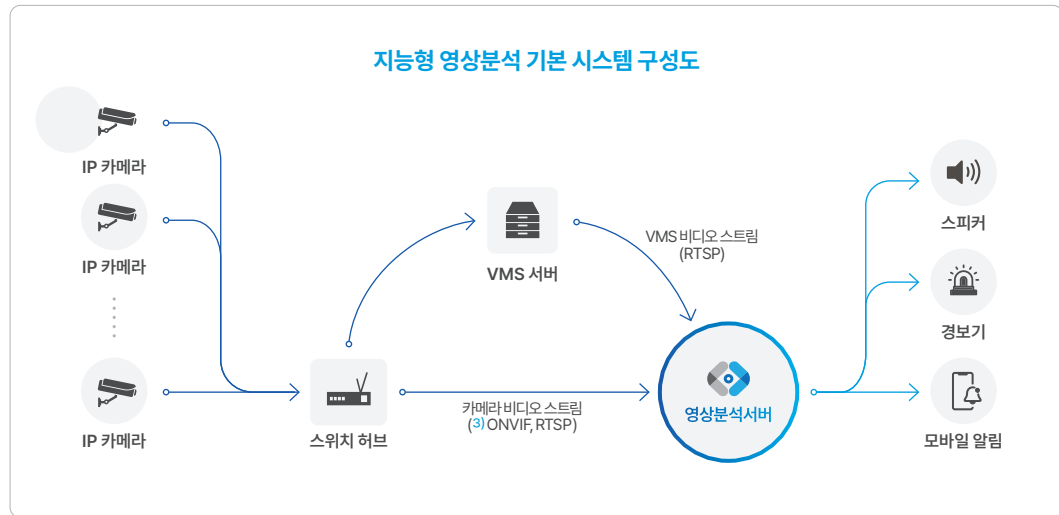 지능형 영상분석 기본 시스템 구성도
IP 카메라
IP 카메라
IP 카메라
스위치 허브
VMS 서버
VMS 비디오 스트림
(RTSP)
카메라 비디오 스트림
(3) ONVIF, RTSP)
영상분석서버
스피커
경보기
모바일 알림